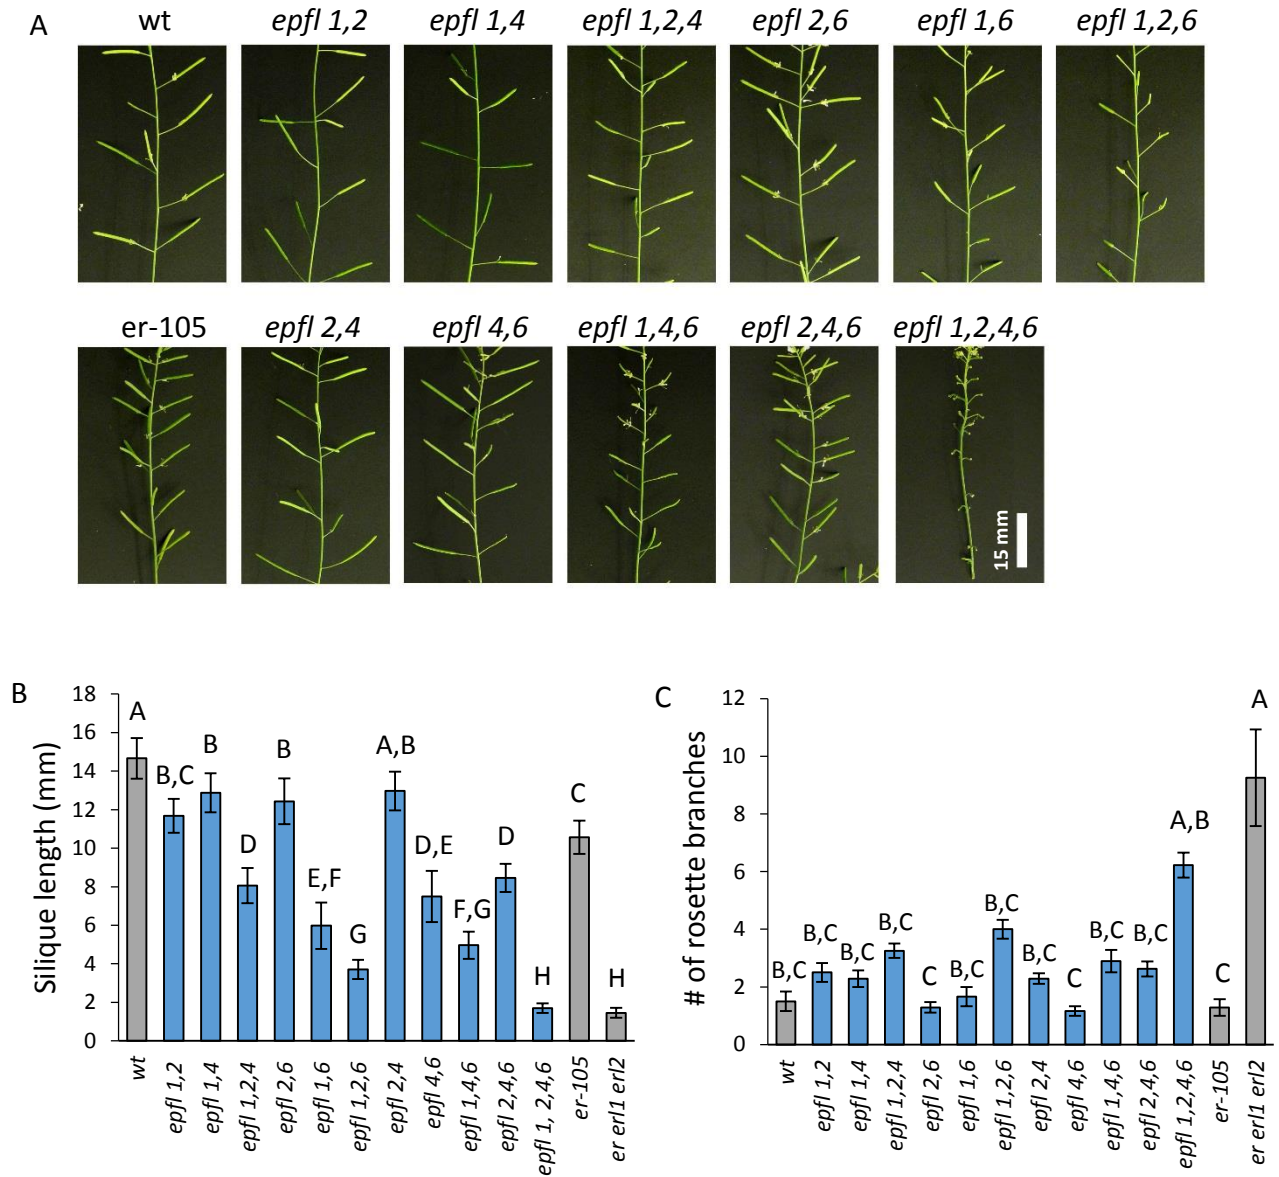 A
wt epfl 1,2 epfl 1,4 epfl 1,2,4 epfl 2,6 epfl 1,6 epfl 1,2,6
er-105 epfl 2,4 epfl 4,6 epfl 1,4,6 epfl 2,4,6 epfl 1,2,4,6
15 mm
B
Silique length (mm)
18
16
14
12
10
8
6
4
2
0
A
B,C
B
D
B
E,F
G
A,B
D,E
F,G
D
H
C
H
wt
epfl 1,2
epfl 1,4
epfl 1,2,4
epfl 2,6
epfl 1,6
epfl 1,2,6
epfl 2,4
epfl 4,6
epfl 1,4,6
epfl 2,4,6
epfl 1, 2,4,6
er-105
er erl1 erl2
C
# of rosette branches
12
10
8
6
4
2
0
B,C
B,C
B,C
B,C
C
B,C
B,C
B,C
C
B,C
B,C
A,B
C
A
wt
epfl 1,2
epfl 1,4
epfl 1,2,4
epfl 2,6
epfl 1,6
epfl 1,2,6
epfl 2,4
epfl 4,6
epfl 1,4,6
epfl 2,4,6
epfl 1,2,4,6
er-105
er erl1 erl2